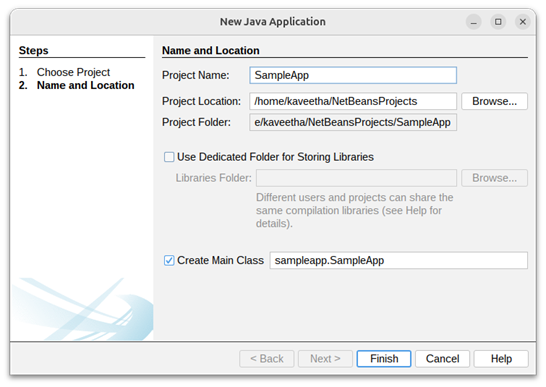 New Java Application
Steps
1. Choose Project
2. Name and Location
Name and Location
Project Name: SampleApp
Project Location: /home/kaveetha/NetBeansProjects Browse...
Project Folder: e/kaveetha/NetBeansProjects/SampleApp
Use Dedicated Folder for Storing Libraries
Libraries Folder: Browse...
Different users and projects can share the
same compilation libraries (see Help for
details).
Create Main Class sampleapp.SampleApp
< Back Next > Finish Cancel Help